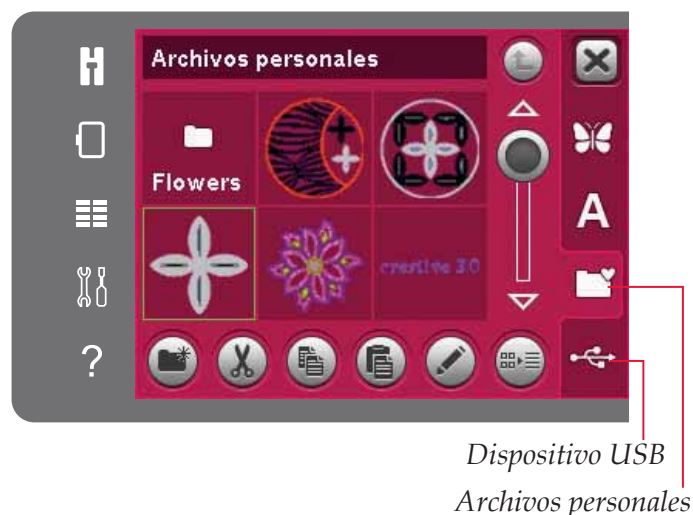 Archivos personales
Flowers
creative 3.0
A
?
Dispositivo USB
Archivos personales